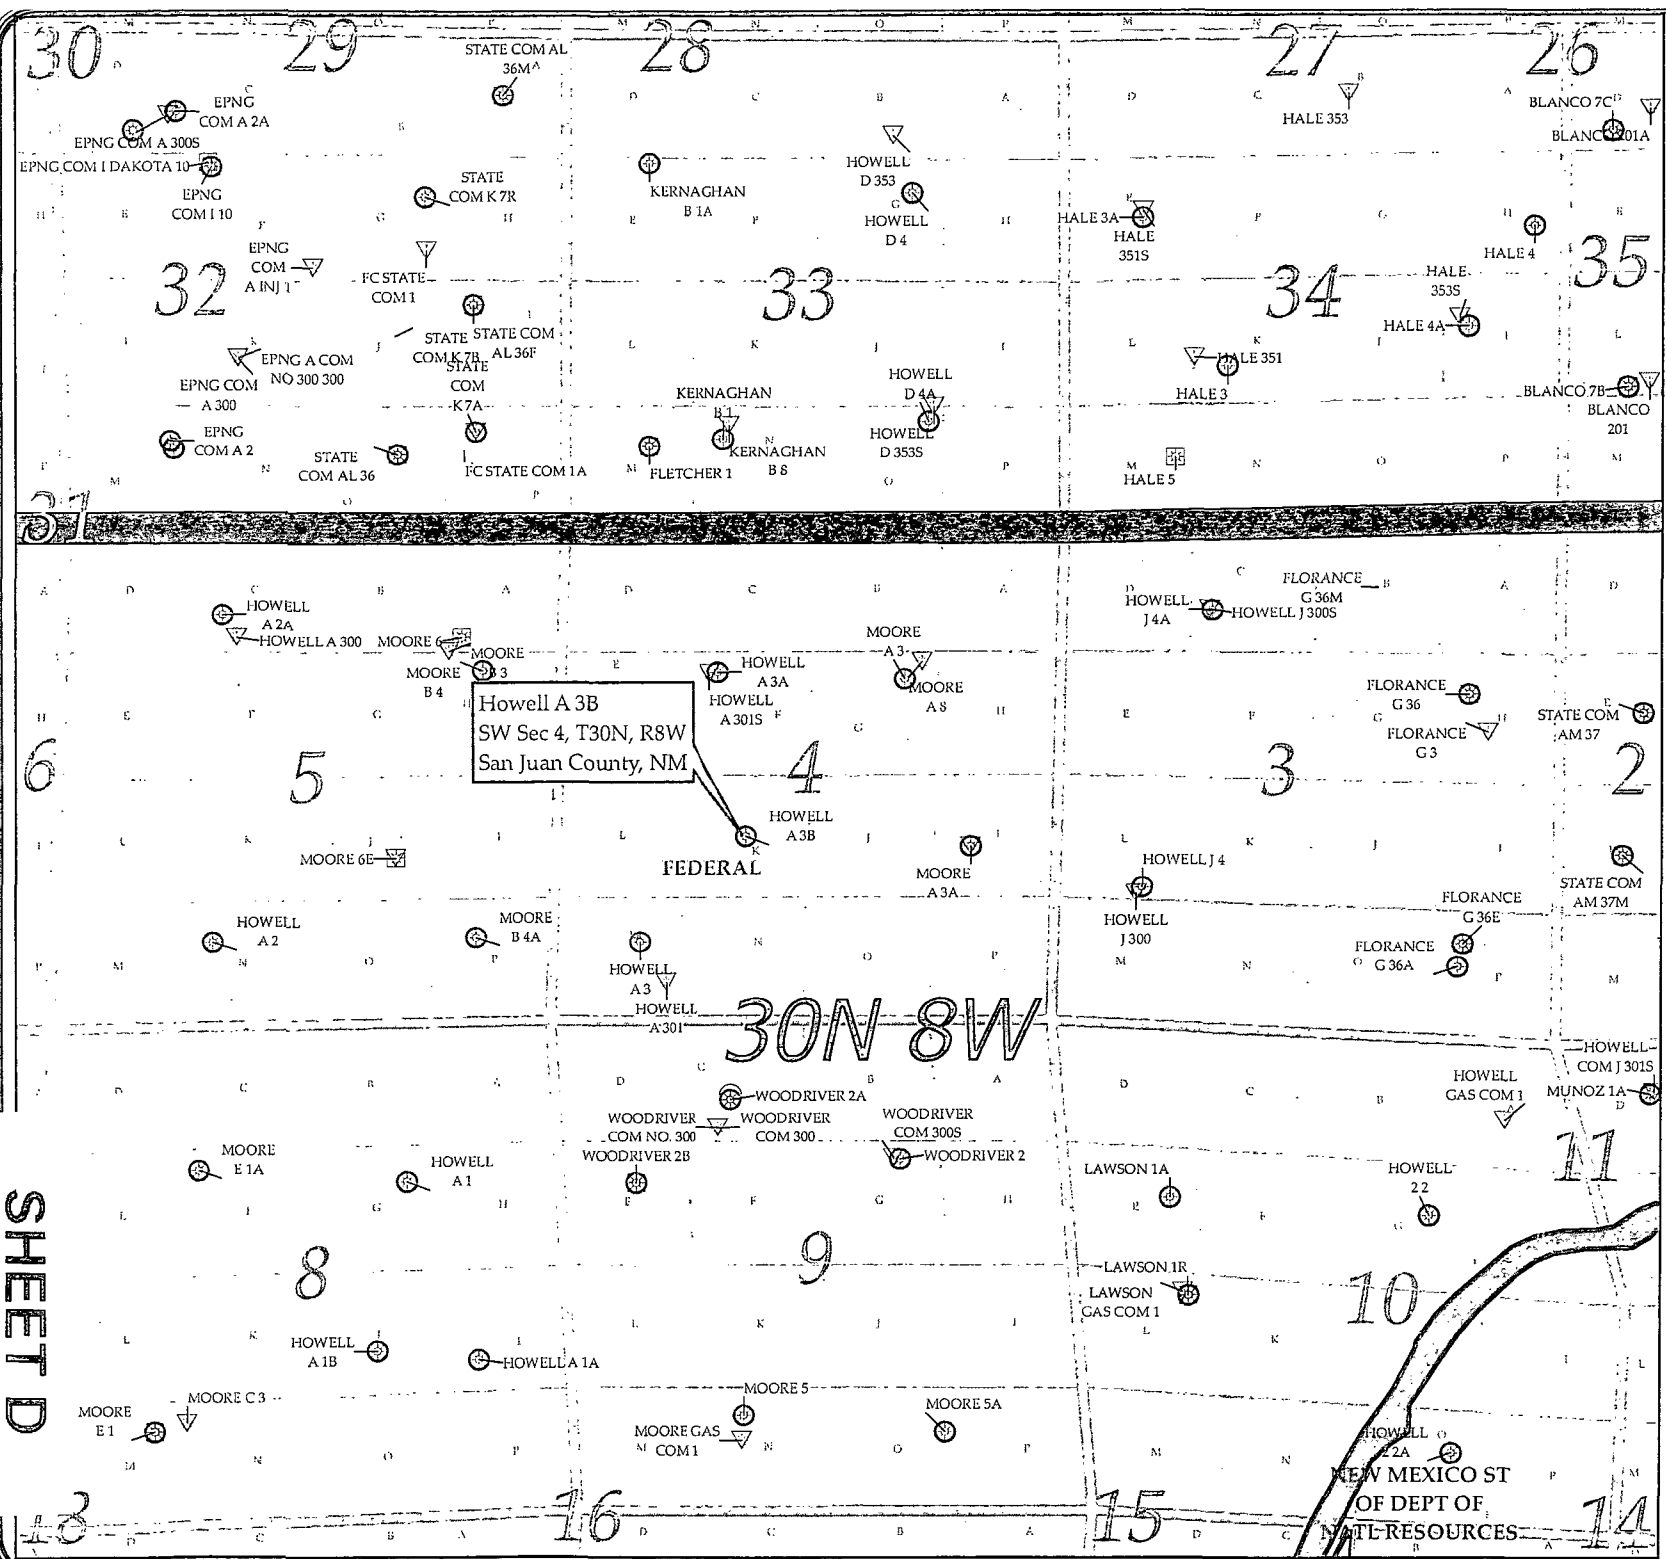 30
29
28
27
26
STATE COM AL
36M
EPNG
COM A 2A
EPNG COM A 300S
EPNG COM I DAKOTA 10
EPNG
COM I 10
STATE
COM K 7R
KERNAGHAN
B 1A
HOWELL
D 353
HOWELL
D 4
HALE 353
BLANCO 7C
BLANCO 201A
HALE 3A
HALE
351S
HALE 4
EPNG
COM
A INJ 1
FC STATE
COM 1
32
33
34
35
HALE
353S
HALE 4A
STATE
COM K 7B
STATE COM
AL 36F
EPNG A COM
NO 300 300
EPNG COM
A 300
STATE
COM
K 7A
KERNAGHAN
B 1
HOWELL
D 4A
HALE 351
HALE 3
BLANCO 7B
BLANCO
201
EPNG
COM A 2
STATE
COM AL 36
FC STATE COM 1A
FLETCHER 1
KERNAGHAN
B 8
HOWELL
D 353S
HALE 5
31
HOWELL
A 2A
HOWELL A 300
MOORE 6
MOORE
B 3
MOORE
B 4
HOWELL
A 3A
HOWELL
A 301S
MOORE
A 3
MOORE
A 8
HOWELL
J 4A
HOWELL J 300S
FLORANCE
G 36M
FLORANCE
G 36
FLORANCE
G 3
STATE COM
AM 37
Howell A 3B
SW Sec 4, T30N, R8W
San Juan County, NM
6
5
4
3
2
HOWELL
A 3B
FEDERAL
MOORE 6E
MOORE
A 3A
HOWELL J 4
HOWELL
J 300
STATE COM
AM 37M
FLORANCE
G 36E
FLORANCE
G 36A
HOWELL
A 2
MOORE
B 4A
HOWELL
A 3
HOWELL
A 301
30N 8W
HOWELL
COM J 301S
HOWELL
GAS COM 1
MUNOZ 1A
WOODRIVER 2A
WOODRIVER
COM NO. 300
WOODRIVER
COM 300
WOODRIVER
COM 300S
WOODRIVER 2B
WOODRIVER 2
MOORE
E 1A
HOWELL
A 1
LAWSON 1A
HOWELL
22
11
SHEET D
8
9
10
LAWSON 1R
LAWSON
GAS COM 1
HOWELL
A 1B
HOWELL A 1A
MOORE
E 1
MOORE C 3
MOORE 5
MOORE GAS
COM 1
MOORE 5A
HOWELL
22A
NEW MEXICO ST
OF DEPT OF
NATL RESOURCES
16
15
14